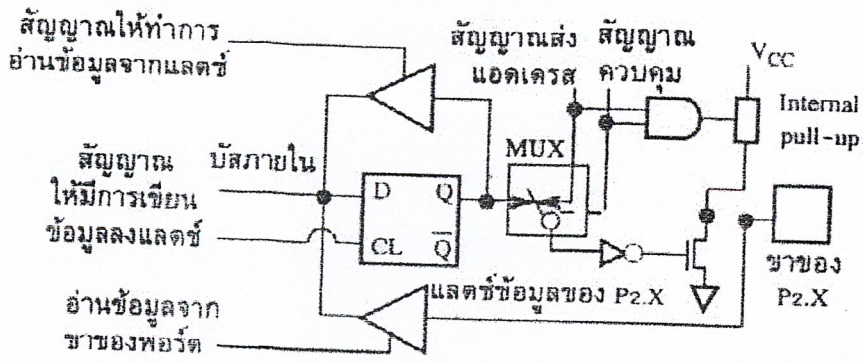 สัญญาณให้ทำการ
อ่านข้อมูลจากแลตช์
สัญญาณส่ง
แอดเดรส
สัญญาณ
ควบคุม
VCC
Internal
pull-up
MUX
สัญญาณ
ให้มีการเขียน
ข้อมูลลงแลตช์
บัสภายใน
D
Q
CL
Q̅
ขาของ
P2.X
แลตช์ข้อมูลของ P2.X
อ่านข้อมูลจาก
ขาของพอร์ต